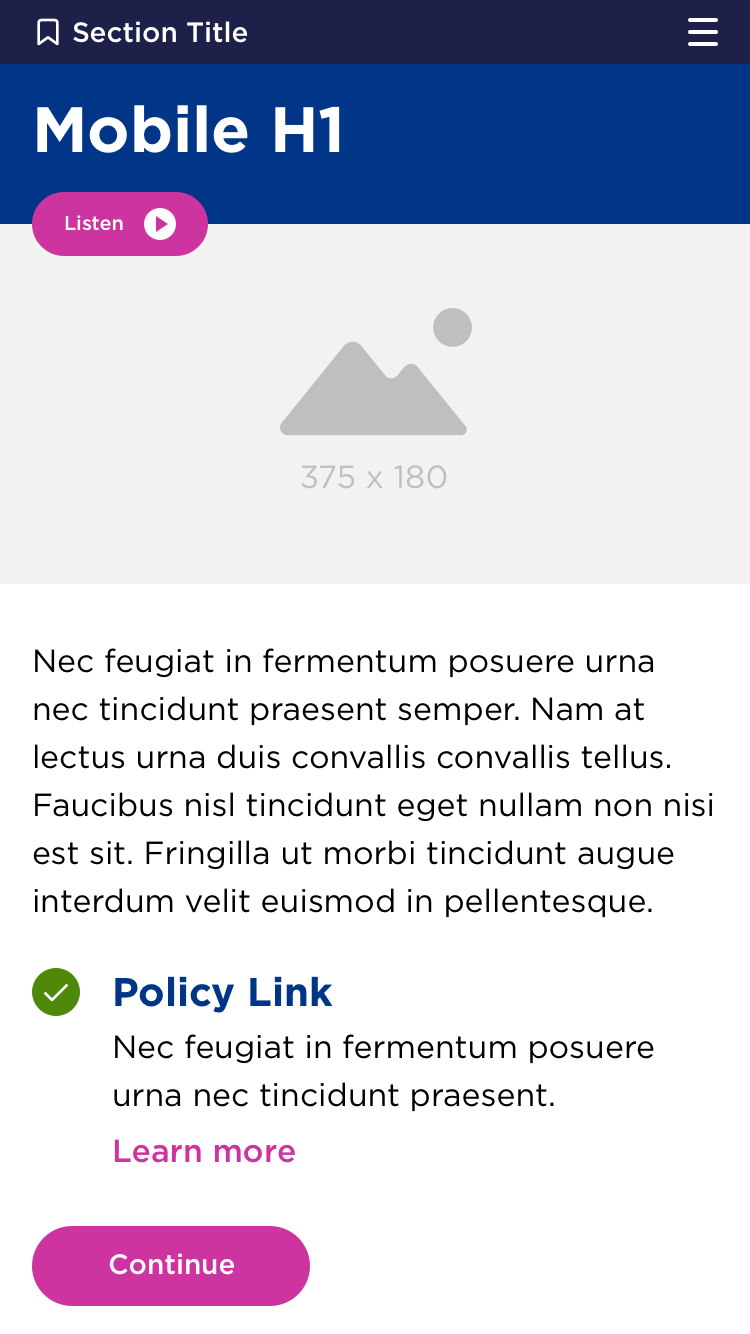 Section Title
Mobile H1
Listen
375 x 180
Nec feugiat in fermentum posuere urna
nec tincidunt praesent semper. Nam at
lectus urna duis convallis convallis tellus.
Faucibus nisl tincidunt eget nullam non nisi
est sit. Fringilla ut morbi tincidunt augue
interdum velit euismod in pellentesque.
Policy Link
Nec feugiat in fermentum posuere
urna nec tincidunt praesent.
Learn more
Continue